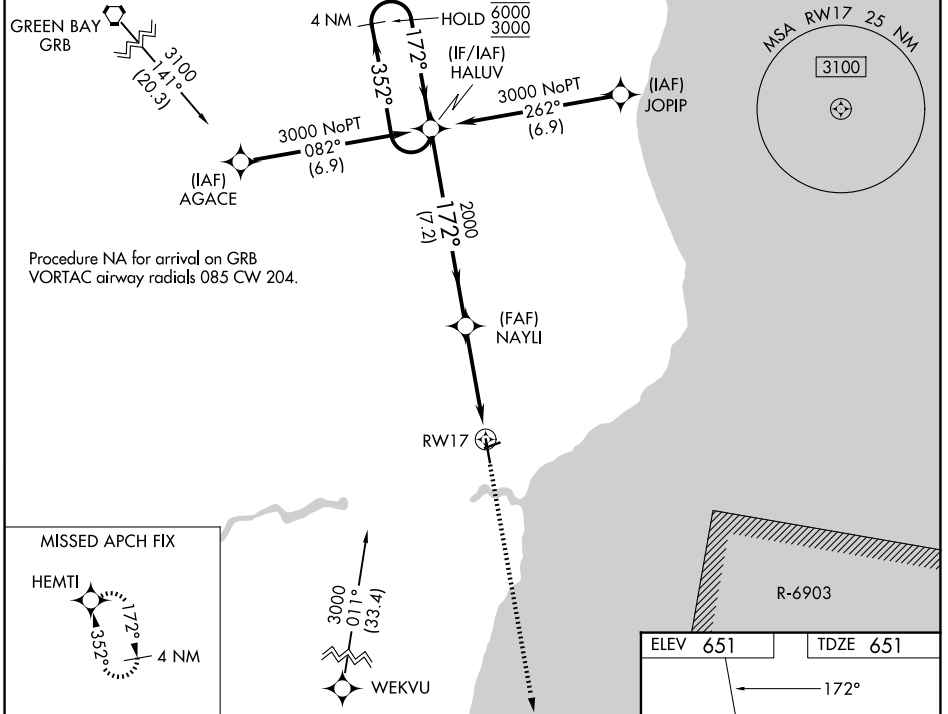 GREEN BAY
GRB
3100
141°
(20.3)
4 NM
HOLD 6000
3000
172°
352°
(IF/IAF)
HALUV
3000 NoPT
262°
(6.9)
(IAF)
JOPIP
MSA RW17 25 NM
3100
3000 NoPT
082°
(6.9)
(IAF)
AGACE
2000
172°
(7.2)
Procedure NA for arrival on GRB
VORTAC airway radials 085 CW 204.
(FAF)
NAYLI
RW17
MISSED APCH FIX
HEMTI
172°
352°
4 NM
3000
011°
(33.4)
WEKVU
R-6903
ELEV 651
TDZE 651
172°